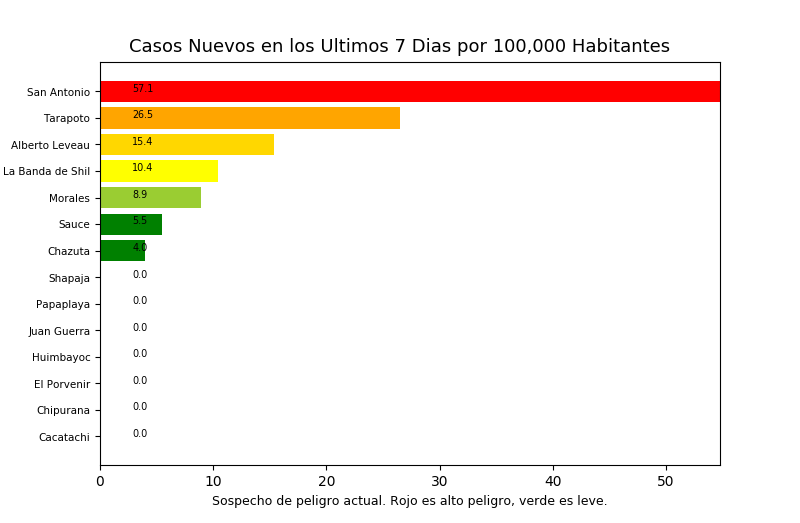 Casos Nuevos en los Ultimos 7 Dias por 100,000 Habitantes
San Antonio 57.1
Tarapoto 26.5
Alberto Leveau 15.4
La Banda de Shil 10.4
Morales 8.9
Sauce 5.5
Chazuta 4.0
Shapaja 0.0
Papaplaya 0.0
Juan Guerra 0.0
Huimbayoc 0.0
El Porvenir 0.0
Chipurana 0.0
Cacatachi 0.0
0 10 20 30 40 50
Sospecho de peligro actual. Rojo es alto peligro, verde es leve.